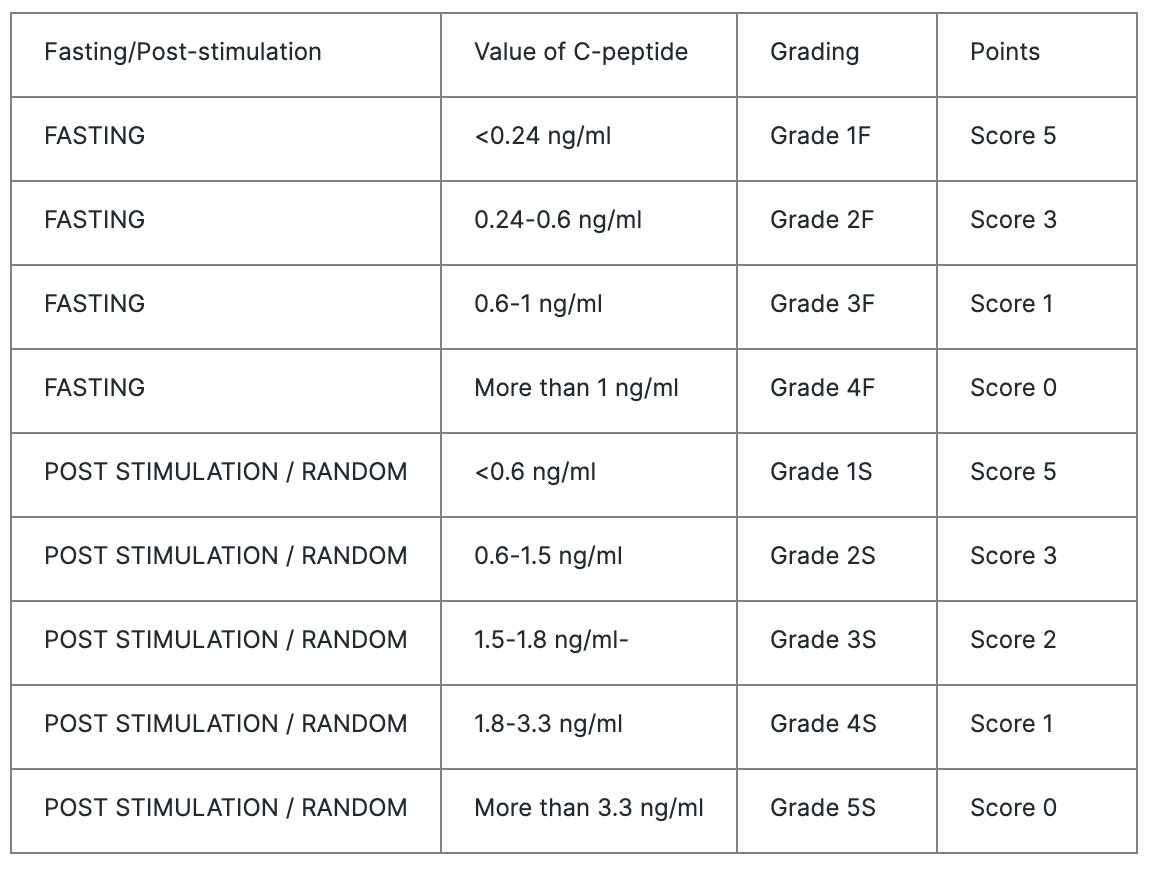 Fasting/Post-stimulation Value of C-peptide Grading Points
FASTING <0.24 ng/ml Grade 1F Score 5
FASTING 0.24-0.6 ng/ml Grade 2F Score 3
FASTING 0.6-1 ng/ml Grade 3F Score 1
FASTING More than 1 ng/ml Grade 4F Score 0
POST STIMULATION / RANDOM <0.6 ng/ml Grade 1S Score 5
POST STIMULATION / RANDOM 0.6-1.5 ng/ml Grade 2S Score 3
POST STIMULATION / RANDOM 1.5-1.8 ng/ml- Grade 3S Score 2
POST STIMULATION / RANDOM 1.8-3.3 ng/ml Grade 4S Score 1
POST STIMULATION / RANDOM More than 3.3 ng/ml Grade 5S Score 0